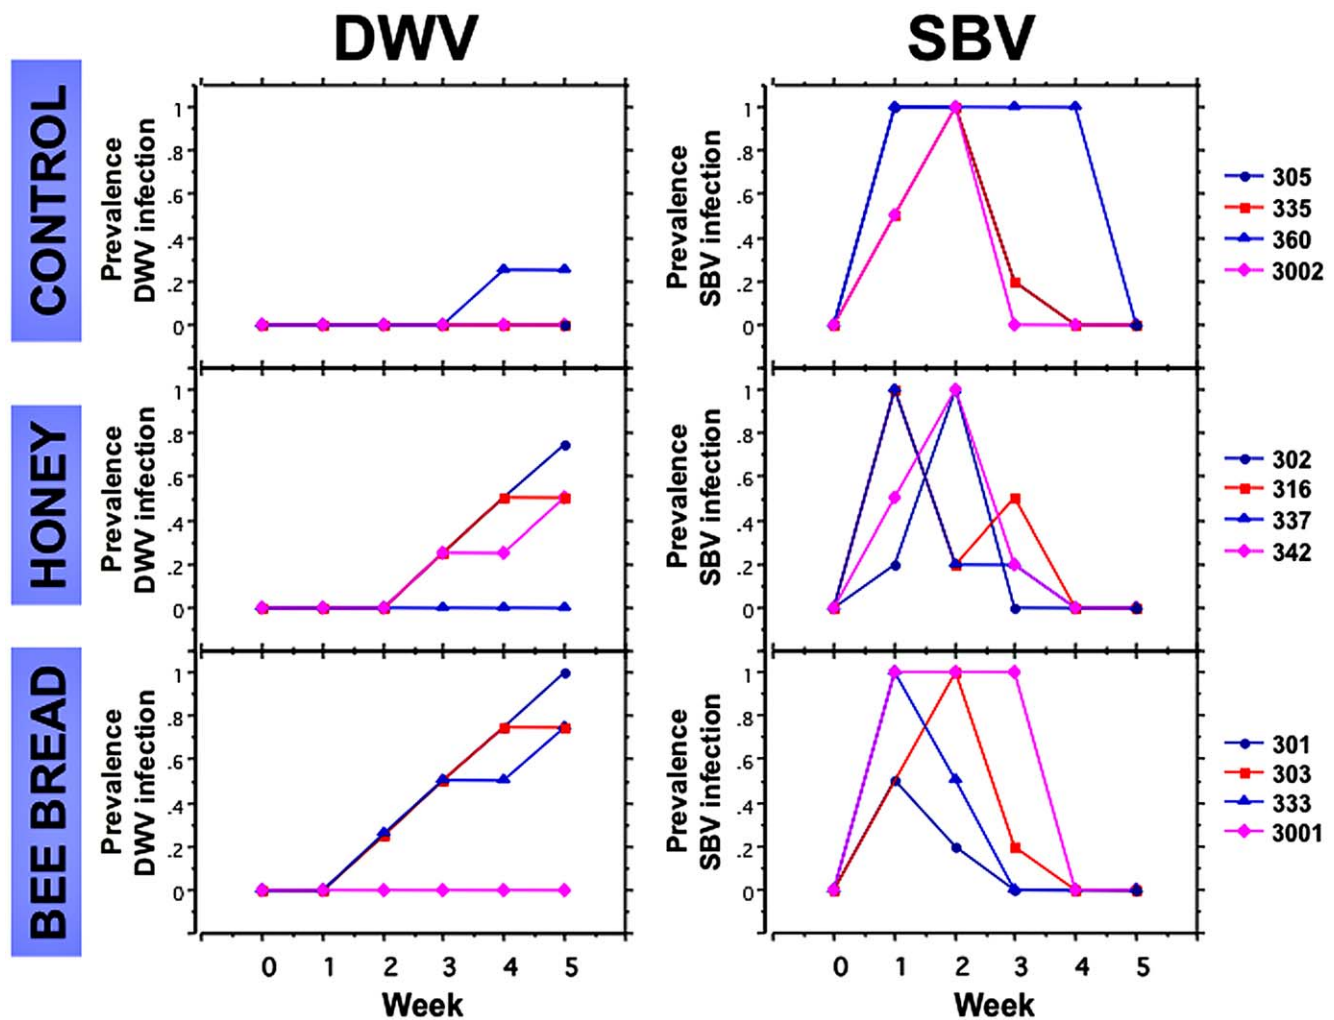 DWV SBV
CONTROL
Prevalence
DWV infection
1
.8
.6
.4
.2
0
Prevalence
SBV infection
1
.8
.6
.4
.2
0
305
335
360
3002
HONEY
Prevalence
DWV infection
1
.8
.6
.4
.2
0
Prevalence
SBV infection
1
.8
.6
.4
.2
0
302
316
337
342
BEE BREAD
Prevalence
DWV infection
1
.8
.6
.4
.2
0
Prevalence
SBV infection
1
.8
.6
.4
.2
0
301
303
333
3001
0 1 2 3 4 5
Week
0 1 2 3 4 5
Week